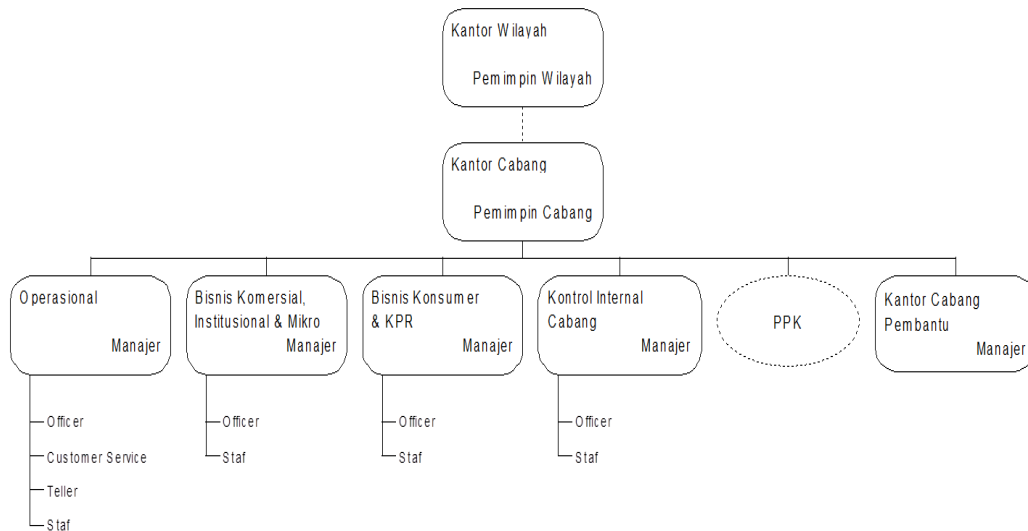 Kantor Wilayah
Pemimpin Wilayah
Kantor Cabang
Pemimpin Cabang
Operasional
Manajer
Bisnis Komersial,
Institusional & Mikro
Manajer
Bisnis Konsumer
& KPR
Manajer
Kontrol Internal
Cabang
Manajer
PPK
Kantor Cabang
Pembantu
Manajer
Officer
Customer Service
Teller
Staf
Officer
Staf
Officer
Staf
Officer
Staf